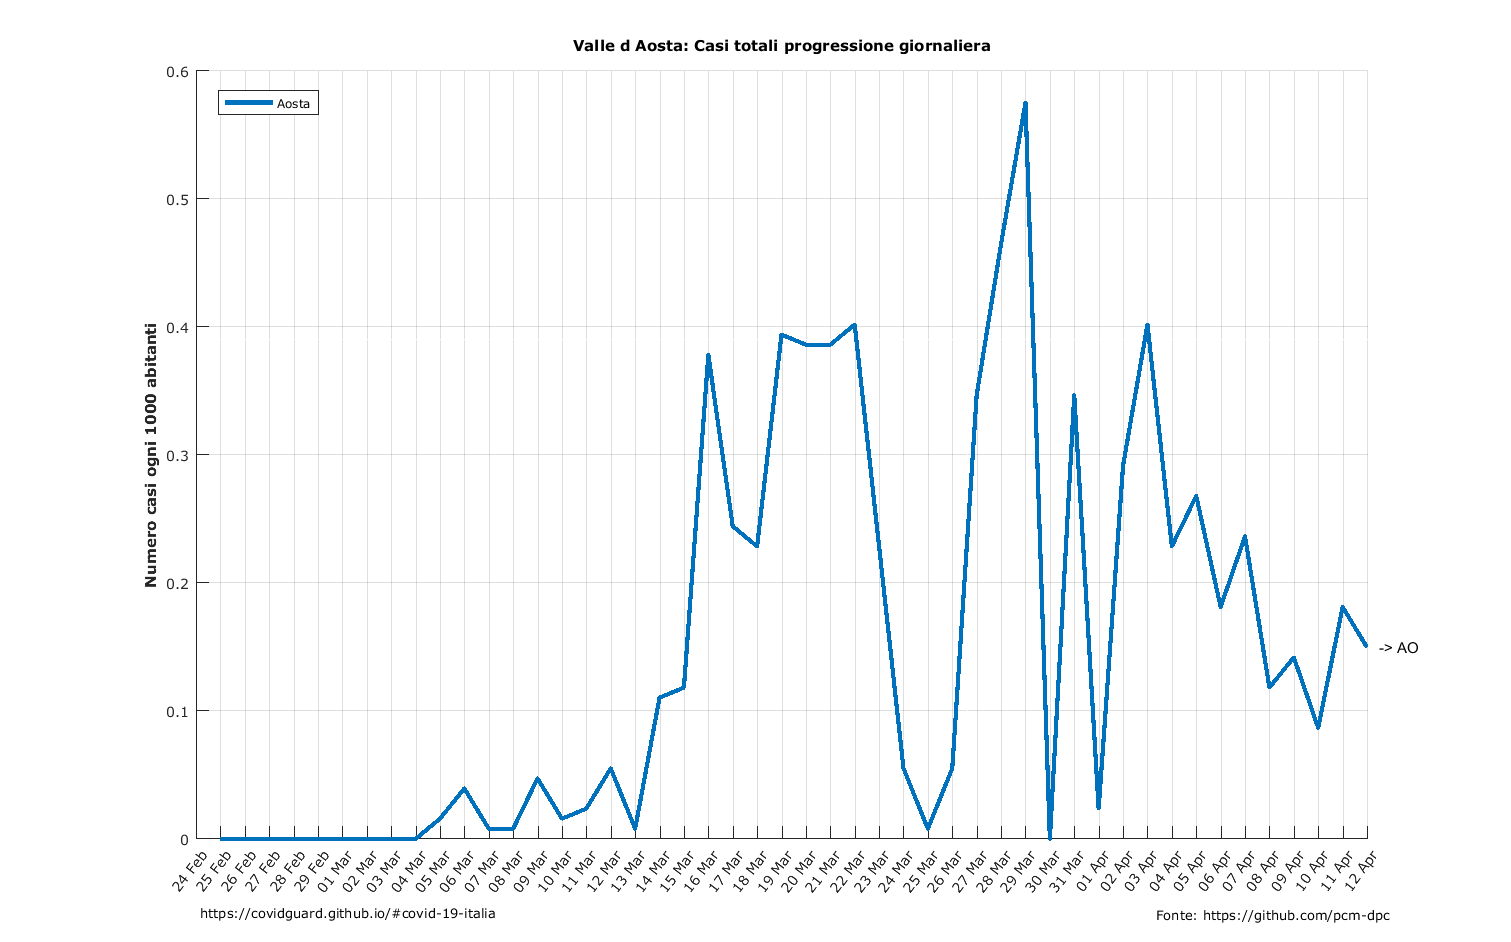 Valle d Aosta: Casi totali progressione giornaliera
Aosta
Numero casi ogni 1000 abitanti
0.6
0.5
0.4
0.3
0.2
0.1
0
-> AO
24 Feb
25 Feb
26 Feb
27 Feb
28 Feb
29 Feb
01 Mar
02 Mar
03 Mar
04 Mar
05 Mar
06 Mar
07 Mar
08 Mar
09 Mar
10 Mar
11 Mar
12 Mar
13 Mar
14 Mar
15 Mar
16 Mar
17 Mar
18 Mar
19 Mar
20 Mar
21 Mar
22 Mar
23 Mar
24 Mar
25 Mar
26 Mar
27 Mar
28 Mar
29 Mar
30 Mar
31 Mar
01 Apr
02 Apr
03 Apr
04 Apr
05 Apr
06 Apr
07 Apr
08 Apr
09 Apr
10 Apr
11 Apr
12 Apr
https://covidguard.github.io/#covid-19-italia
Fonte: https://github.com/pcm-dpc